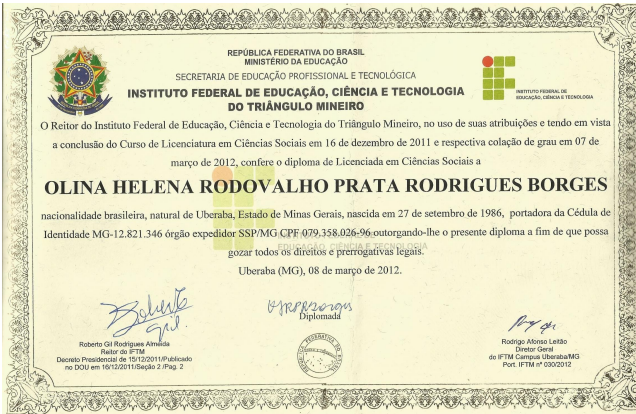 REPÚBLICA FEDERATIVA DO BRASIL
MINISTÉRIO DA EDUCAÇÃO
SECRETARIA DE EDUCAÇÃO PROFISSIONAL E TECNOLÓGICA
INSTITUTO FEDERAL DE EDUCAÇÃO, CIÊNCIA E TECNOLOGIA
DO TRIÂNGULO MINEIRO
INSTITUTO FEDERAL DE
EDUCAÇÃO, CIÊNCIA E TECNOLOGIA
O Reitor do Instituto Federal de Educação, Ciência e Tecnologia do Triângulo Mineiro, no uso de suas atribuições e tendo em vista
a conclusão do Curso de Licenciatura em Ciências Sociais em 16 de dezembro de 2011 e respectiva colação de grau em 07 de
março de 2012, confere o diploma de Licenciada em Ciências Sociais a
OLINA HELENA RODOVALHO PRATA RODRIGUES BORGES
nacionalidade brasileira, natural de Uberaba, Estado de Minas Gerais, nascida em 27 de setembro de 1986, portadora da Cédula de
Identidade MG-12.821.346 órgão expedidor SSP/MG CPF 079.358.026-96 outorgando-lhe o presente diploma a fim de que possa
EDUCAÇÃO, CIÊNCIA E TECNOLOGIA
gozar todos os direitos e prerrogativas legais.
Uberaba (MG), 08 de março de 2012.
Diplomada
Roberto Gil Rodrigues Almeida
Reitor do IFTM
Decreto Presidencial de 15/12/2011/Publicado
no DOU em 16/12/2011/Seção 2 /Pag. 2
Rodrigo Afonso Leitão
Diretor Geral
do IFTM Campus Uberaba/MG
Port. IFTM nº 030/2012